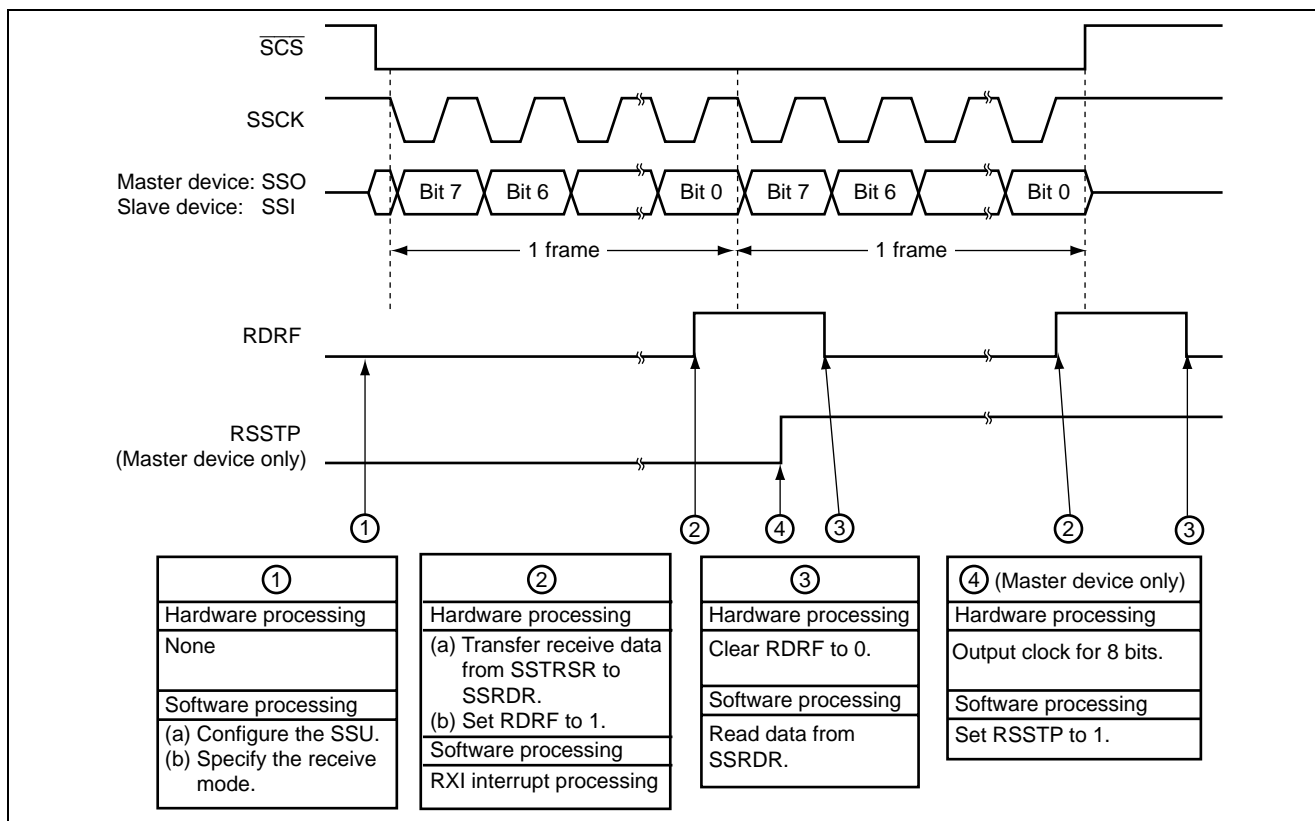 SCS
SSCK
Master device: SSO
Slave device: SSI
Bit 7
Bit 6
Bit 0
Bit 7
Bit 6
Bit 0
1 frame
1 frame
RDRF
RSSTP
(Master device only)
①
②
④
③
②
③
①
Hardware processing
None
Software processing
(a) Configure the SSU.
(b) Specify the receive
mode.
②
Hardware processing
(a) Transfer receive data
from SSTRSR to
SSRDR.
(b) Set RDRF to 1.
Software processing
RXI interrupt processing
③
Hardware processing
Clear RDRF to 0.
Software processing
Read data from
SSRDR.
④ (Master device only)
Hardware processing
Output clock for 8 bits.
Software processing
Set RSSTP to 1.